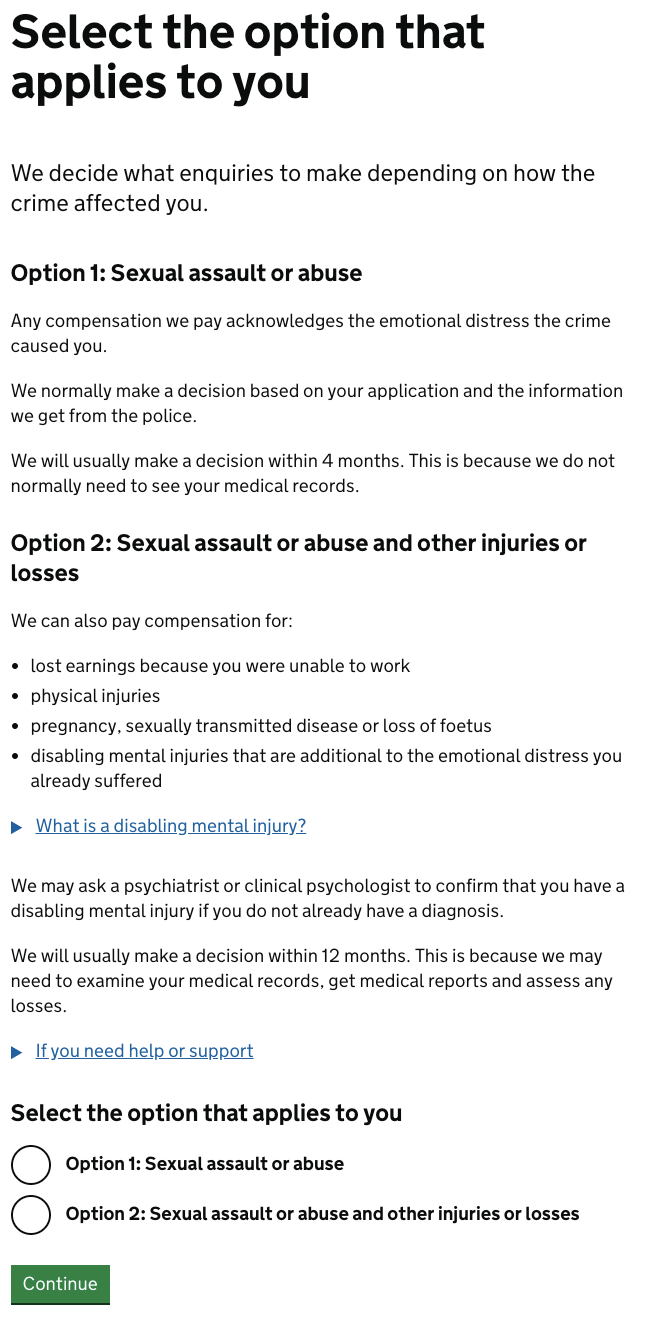 Select the option that
applies to you
We decide what enquiries to make depending on how the
crime affected you.
Option 1: Sexual assault or abuse
Any compensation we pay acknowledges the emotional distress the crime
caused you.
We normally make a decision based on your application and the information
we get from the police.
We will usually make a decision within 4 months. This is because we do not
normally need to see your medical records.
Option 2: Sexual assault or abuse and other injuries or
losses
We can also pay compensation for:
• lost earnings because you were unable to work
• physical injuries
• pregnancy, sexually transmitted disease or loss of foetus
• disabling mental injuries that are additional to the emotional distress you
already suffered
What is a disabling mental injury?
We may ask a psychiatrist or clinical psychologist to confirm that you have a
disabling mental injury if you do not already have a diagnosis.
We will usually make a decision within 12 months. This is because we may
need to examine your medical records, get medical reports and assess any
losses.
If you need help or support
Select the option that applies to you
Option 1: Sexual assault or abuse
Option 2: Sexual assault or abuse and other injuries or losses
Continue